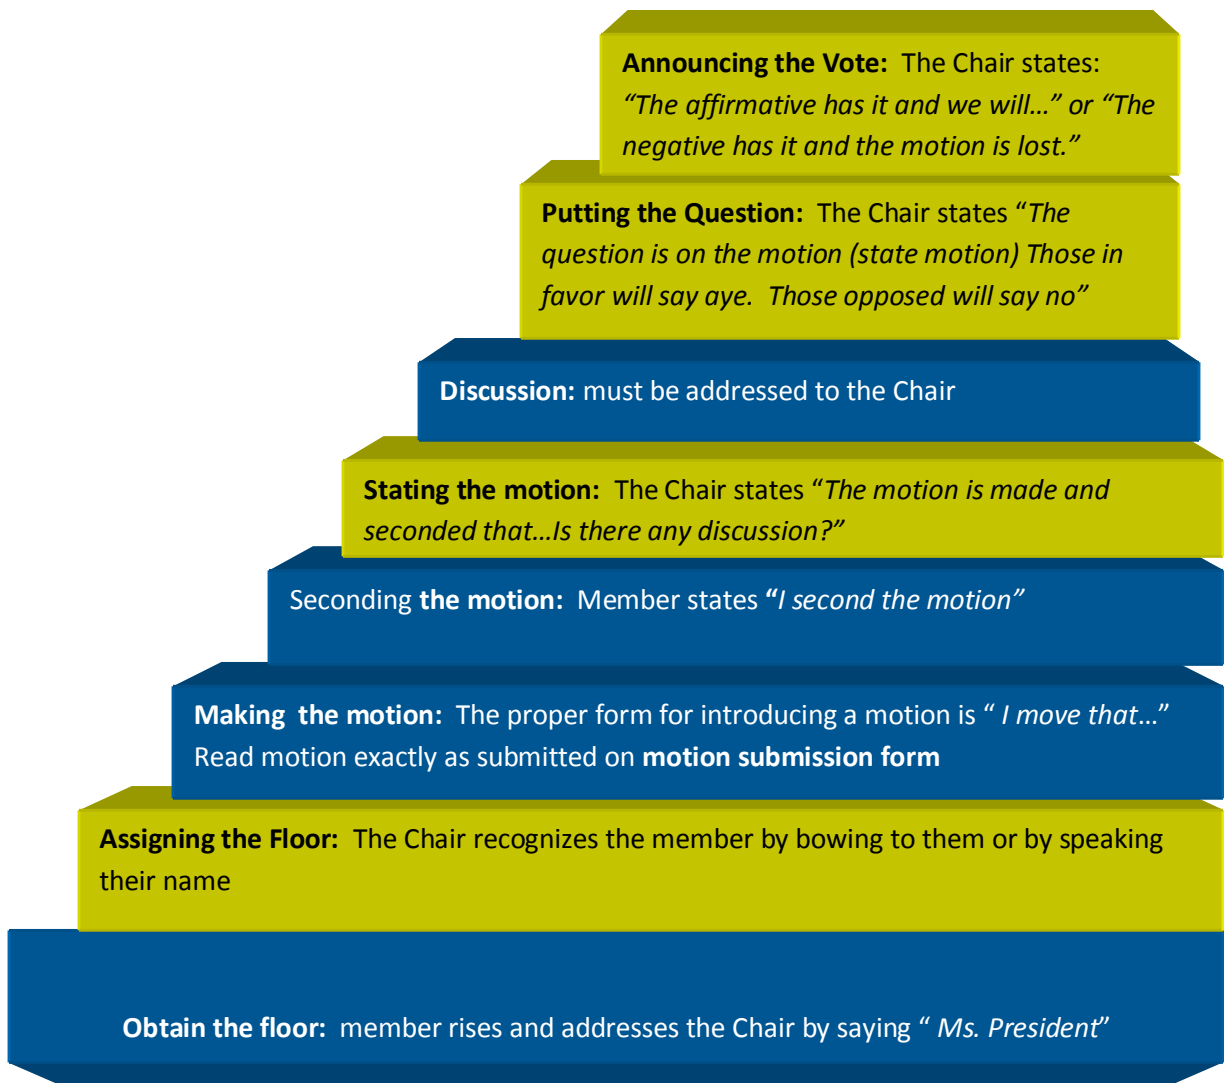 Announcing the Vote:  The Chair states:
“The affirmative has it and we will…” or “The
negative has it and the motion is lost.”
Putting the Question:  The Chair states “The
question is on the motion (state motion) Those in
favor will say aye.  Those opposed will say no”
Discussion: must be addressed to the Chair
Stating the motion:  The Chair states “The motion is made and
seconded that…Is there any discussion?”
Seconding the motion:  Member states “I second the motion”
Making  the motion:  The proper form for introducing a motion is “ I move that…”
Read motion exactly as submitted on motion submission form
Assigning the Floor:  The Chair recognizes the member by bowing to them or by speaking
their name
Obtain the floor:  member rises and addresses the Chair by saying “ Ms. President”